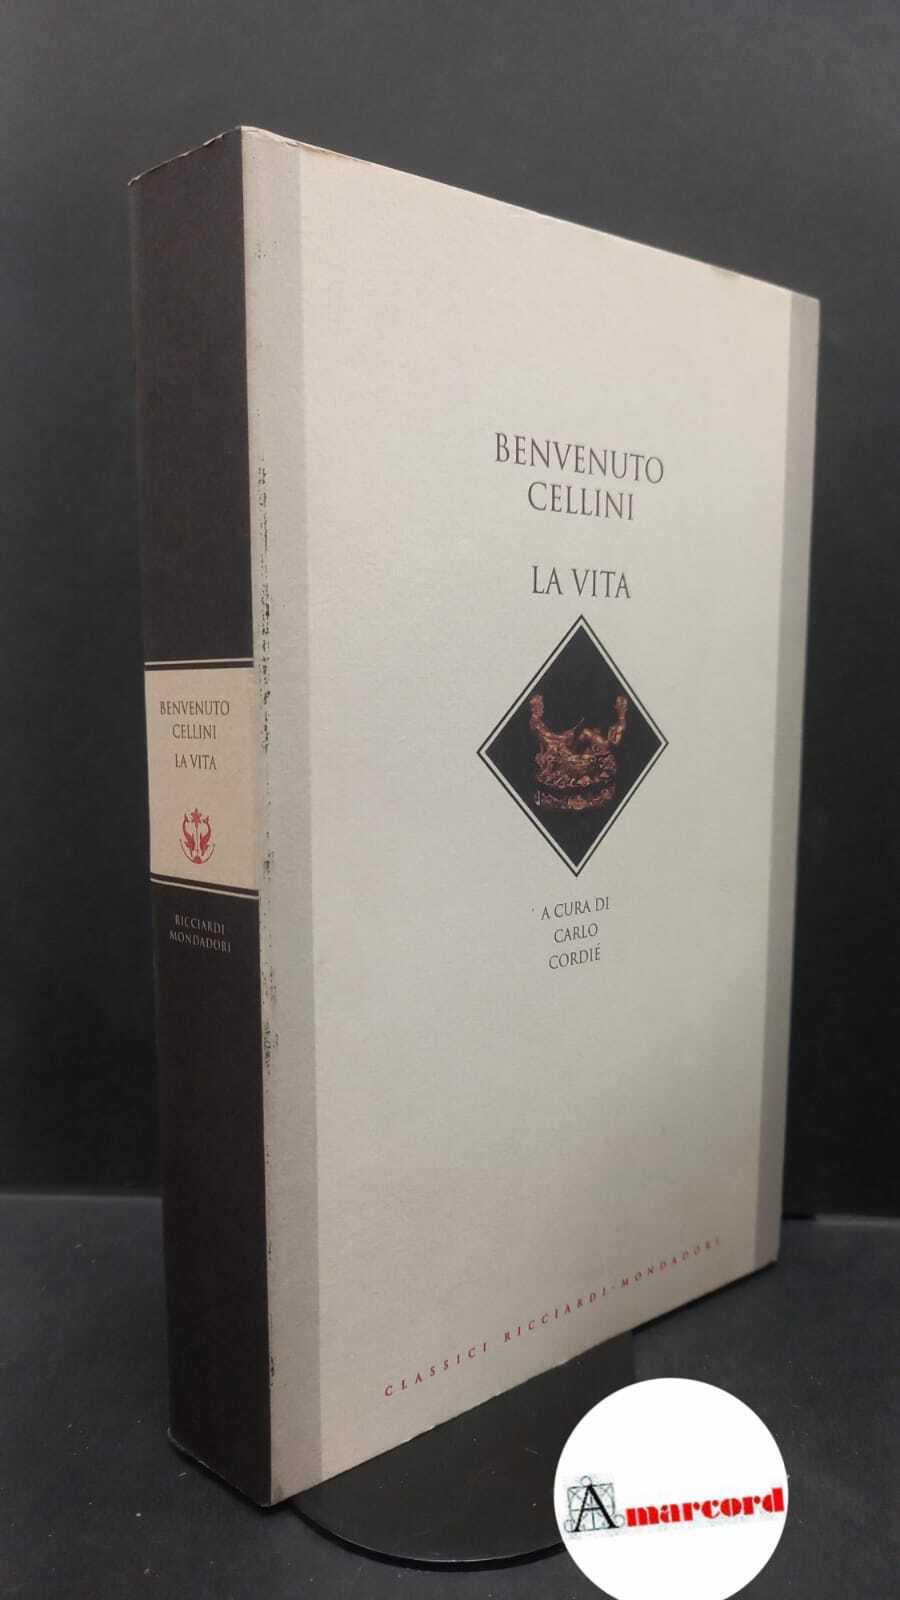 BENVENUTO
CELLINI
LA VITA
A CURA DI
CARLO
CORDIÉ
CLASSICI RICCIARDI-MONDADORI
BENVENUTO
CELLINI
LA VITA
RICCIARDI
MONDADORI
Amarcord